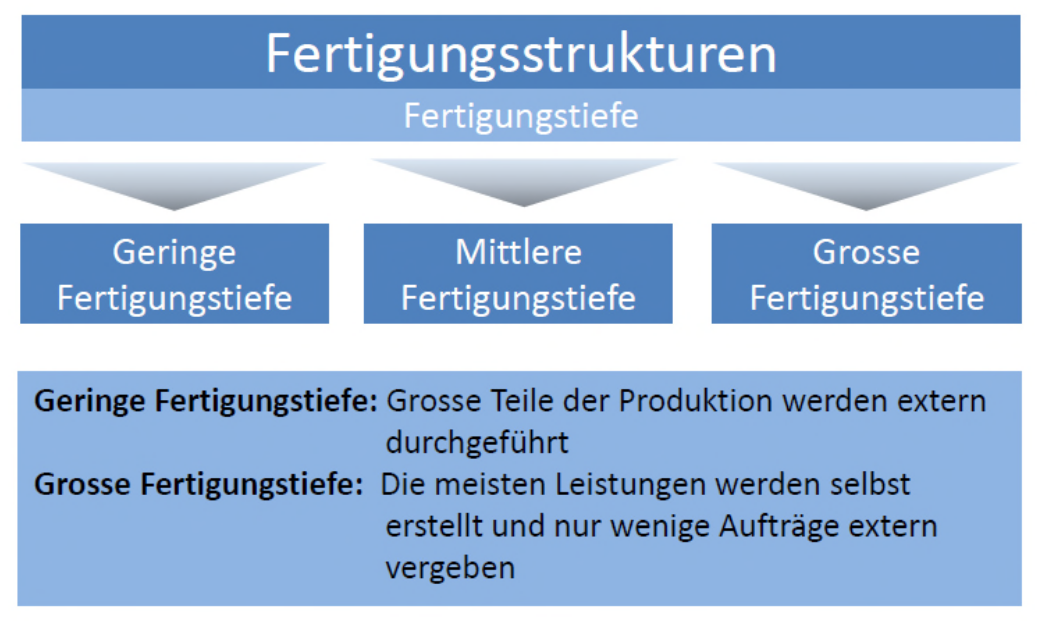 Fertigungsstrukturen
Fertigungstiefe
Geringe
Fertigungstiefe
Mittlere
Fertigungstiefe
Grosse
Fertigungstiefe
Geringe Fertigungstiefe: Grosse Teile der Produktion werden extern
durchgeführt
Grosse Fertigungstiefe: Die meisten Leistungen werden selbst
erstellt und nur wenige Aufträge extern
vergeben